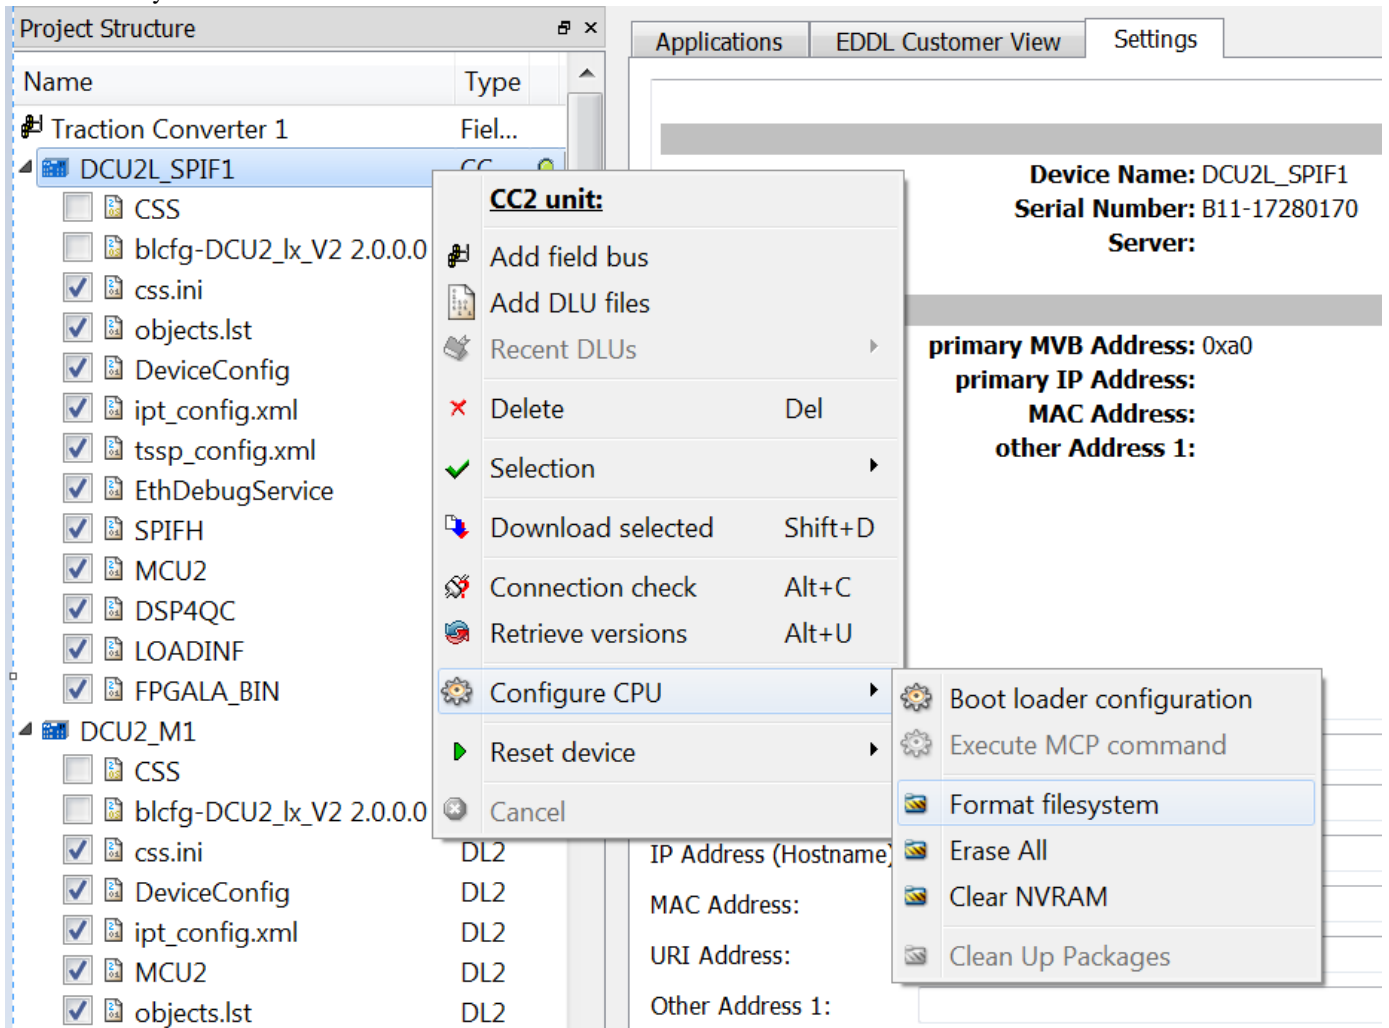 Project Structure
Name Type
Traction Converter 1 Fiel...
DCU2L_SPIF1
CSS
blcfg-DCU2_lx_V2 2.0.0.0
css.ini
objects.lst
DeviceConfig
ipt_config.xml
tssp_config.xml
EthDebugService
SPIFH
MCU2
DSP4QC
LOADINF
FPGALA_BIN
DCU2_M1
CSS
blcfg-DCU2_lx_V2 2.0.0.0
css.ini DL2
DeviceConfig DL2
ipt_config.xml DL2
MCU2 DL2
objects.lst DL2
CC2 unit:
Add field bus
Add DLU files
Recent DLUs
Delete Del
Selection
Download selected Shift+D
Connection check Alt+C
Retrieve versions Alt+U
Configure CPU
Reset device
Cancel
Boot loader configuration
Execute MCP command
Format filesystem
Erase All
Clear NVRAM
Clean Up Packages
Applications EDDL Customer View Settings
Device Name: DCU2L_SPIF1
Serial Number: B11-17280170
Server:
primary MVB Address: 0xa0
primary IP Address:
MAC Address:
other Address 1:
IP Address (Hostname)
MAC Address:
URI Address:
Other Address 1: